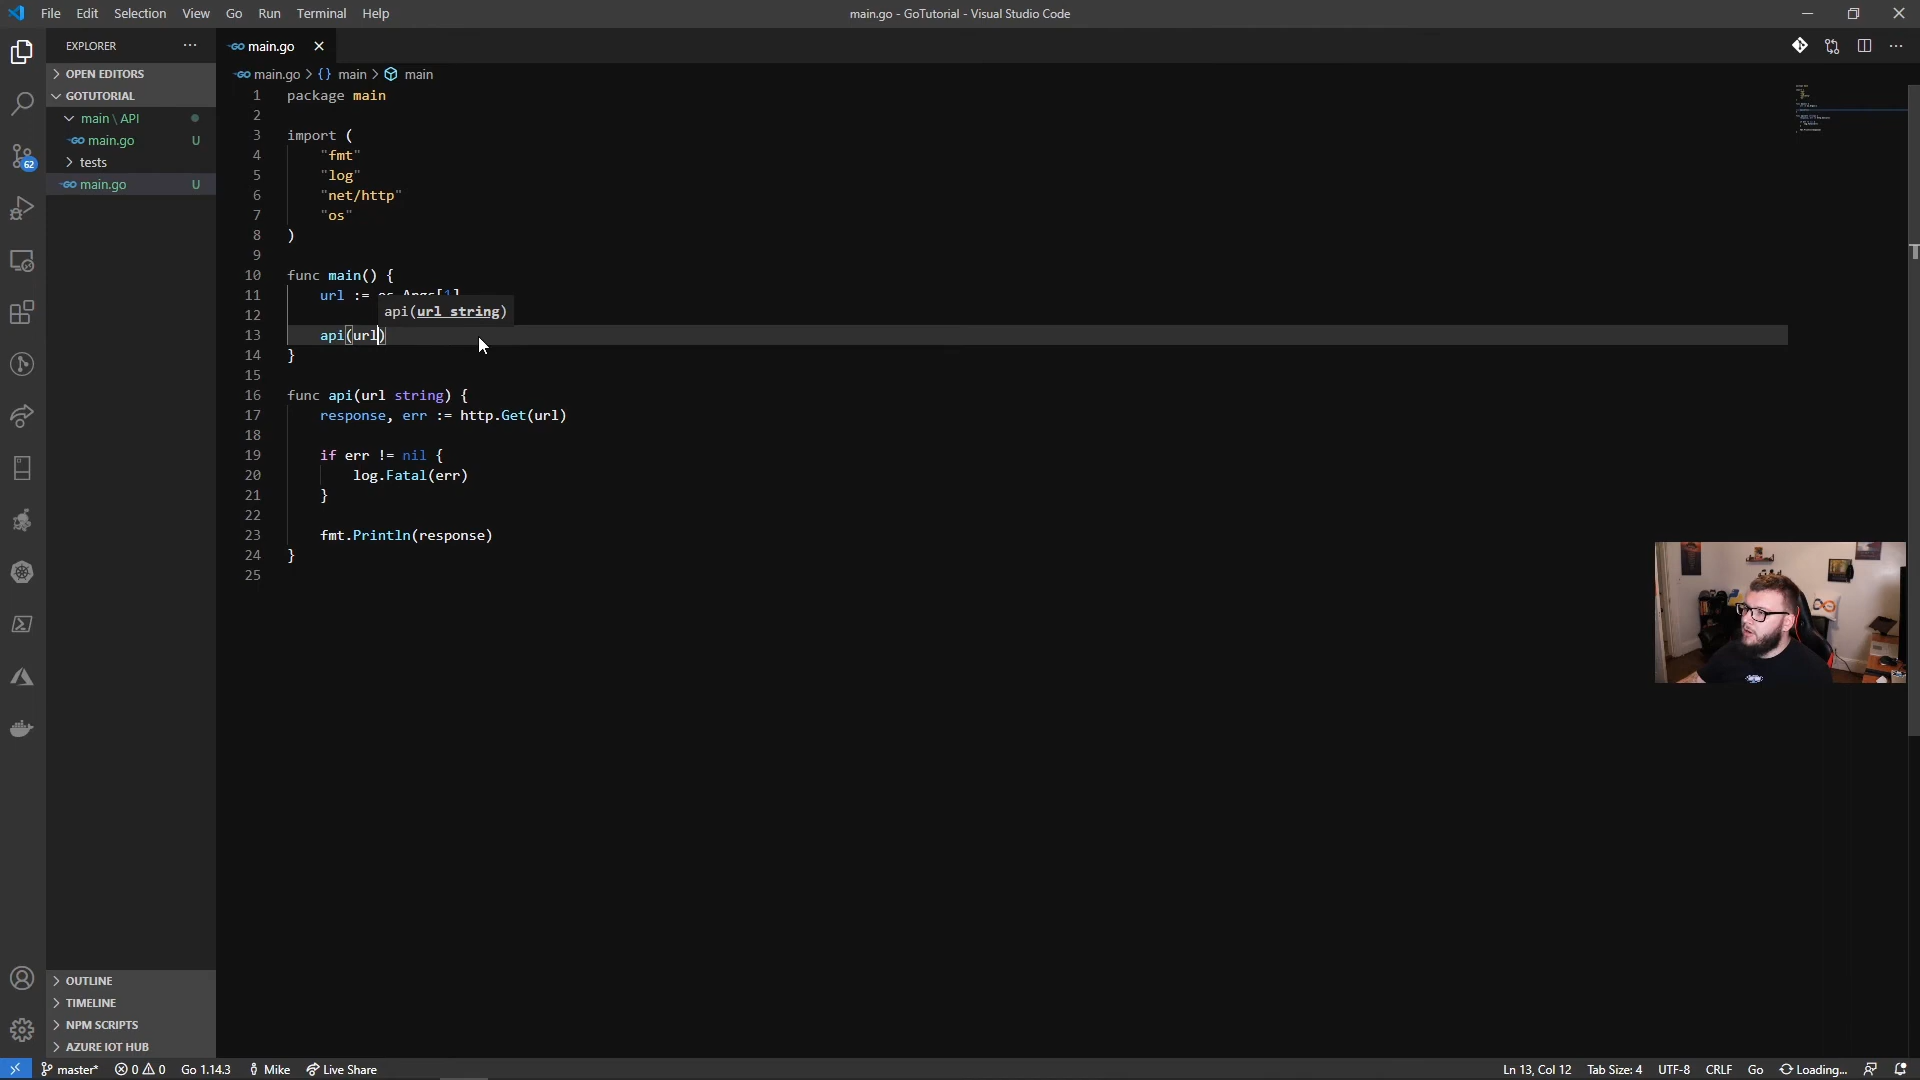 File Edit Selection View Go Run Terminal Help
main.go - GoTutorial - Visual Studio Code
EXPLORER
OPEN EDITORS
GOTUTORIAL
main \ API
main.go U
tests
main.go U
OUTLINE
TIMELINE
NPM SCRIPTS
AZURE IOT HUB
62
main.go
main.go > {} main > main
1 package main
2
3 import (
4 "fmt"
5 "log"
6 "net/http"
7 "os"
8 )
9
10 func main() {
11 url := os.Args[1]
api(url string)
12
13 api(url)
14 }
15
16 func api(url string) {
17 response, err := http.Get(url)
18
19 if err != nil {
20 log.Fatal(err)
21 }
22
23 fmt.Println(response)
24 }
25
master* 0 0 Go 1.14.3 Mike Live Share
Ln 13, Col 12 Tab Size: 4 UTF-8 CRLF Go Loading...